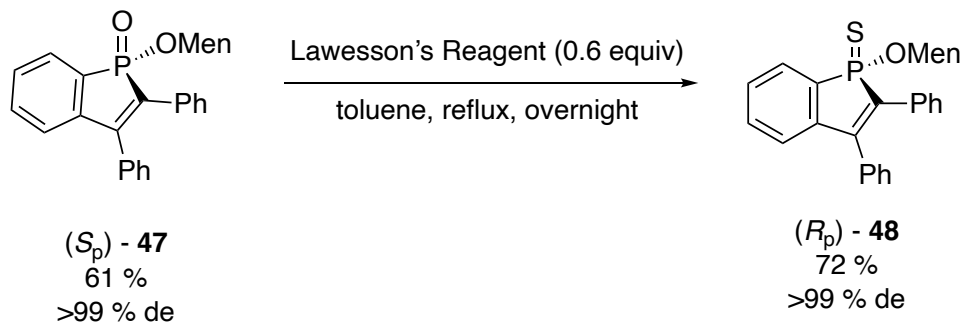 O
P
OMen
Ph
Ph
(Sp) - 47
61 %
>99 % de
Lawesson's Reagent (0.6 equiv)
toluene, reflux, overnight
S
P
OMen
Ph
Ph
(Rp) - 48
72 %
>99 % de